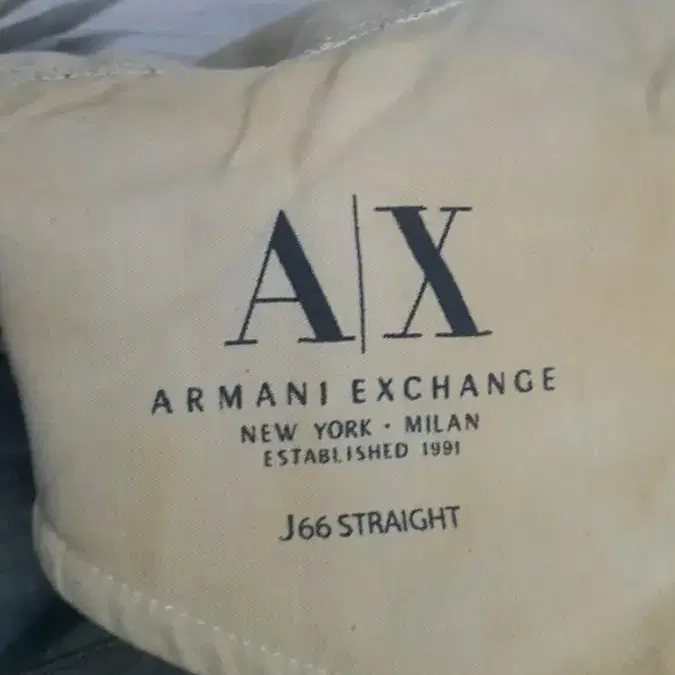 A|X
ARMANI EXCHANGE
NEW YORK · MILAN
ESTABLISHED 1991
J66 STRAIGHT